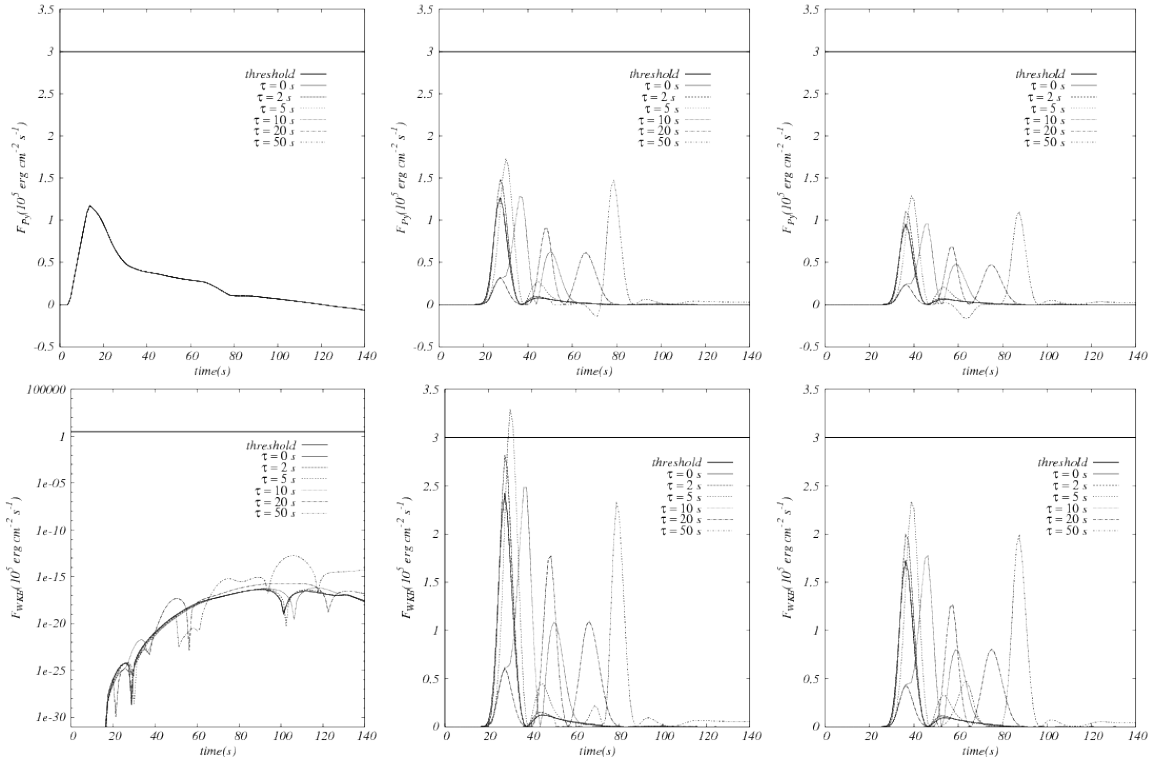 3.5
3
2.5
2
1.5
1
0.5
0
-0.5
F_Py(10^5 erg cm^-2 s^-1)
threshold
τ = 0 s
τ = 2 s
τ = 5 s
τ = 10 s
τ = 20 s
τ = 50 s
0 20 40 60 80 100 120 140
time(s)
3.5
3
2.5
2
1.5
1
0.5
0
-0.5
F_Py(10^5 erg cm^-2 s^-1)
threshold
τ = 0 s
τ = 2 s
τ = 5 s
τ = 10 s
τ = 20 s
τ = 50 s
0 20 40 60 80 100 120 140
time(s)
3.5
3
2.5
2
1.5
1
0.5
0
-0.5
F_Py(10^5 erg cm^-2 s^-1)
threshold
τ = 0 s
τ = 2 s
τ = 5 s
τ = 10 s
τ = 20 s
τ = 50 s
0 20 40 60 80 100 120 140
time(s)
100000
1
1e-05
1e-10
1e-15
1e-20
1e-25
1e-30
F_WKB(10^5 erg cm^-2 s^-1)
threshold
τ = 0 s
τ = 2 s
τ = 5 s
τ = 10 s
τ = 20 s
τ = 50 s
0 20 40 60 80 100 120 140
time(s)
3.5
3
2.5
2
1.5
1
0.5
0
F_WKB(10^5 erg cm^-2 s^-1)
threshold
τ = 0 s
τ = 2 s
τ = 5 s
τ = 10 s
τ = 20 s
τ = 50 s
0 20 40 60 80 100 120 140
time(s)
3.5
3
2.5
2
1.5
1
0.5
0
F_WKB(10^5 erg cm^-2 s^-1)
threshold
τ = 0 s
τ = 2 s
τ = 5 s
τ = 10 s
τ = 20 s
τ = 50 s
0 20 40 60 80 100 120 140
time(s)